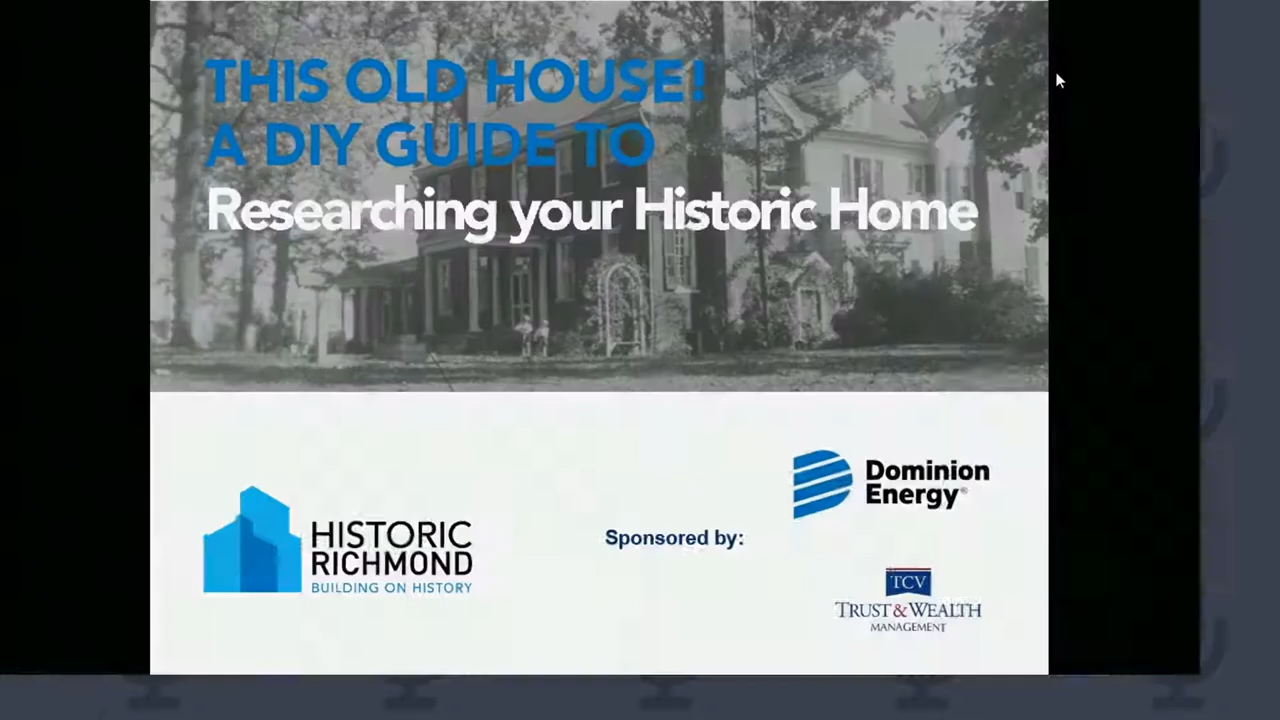 THIS OLD HOUSE!
A DIY GUIDE TO
Researching your Historic Home
Dominion
Energy®
HISTORIC
RICHMOND
BUILDING ON HISTORY
Sponsored by:
TCV
TRUST & WEALTH
MANAGEMENT